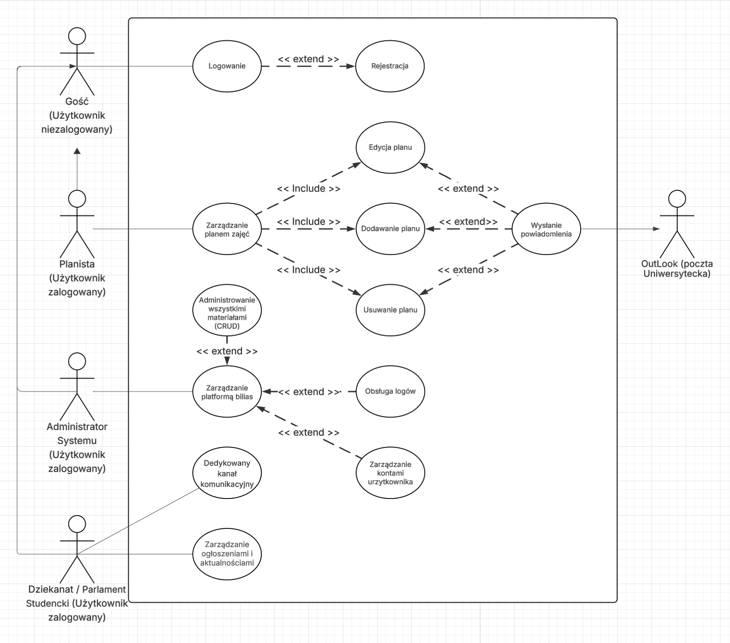 Logowanie
<< extend >>
Rejestracja
Gość
(Użytkownik
niezalogowany)
Edycja planu
<< Include >>
<< extend >>
Zarządzanie
planem zajęć
<< Include >>
Dodawanie planu
<< extend>>
Wysłanie
powiadomienia
Planista
(Użytkownik
zalogowany)
OutLook (poczta
Uniwersytecka)
<< Include >>
<< extend >>
Usuwanie planu
Administrowanie
wszystkimi
materiałami
(CRUD)
<< extend >>
Zarządzanie
platformą bilias
<< extend >>
Obsługa logów
Administrator
Systemu
(Użytkownik
zalogowany)
<< extend >>
Zarządzanie
kontami
urzytkownika
Dedykowany
kanał
komunikacyjny
Zarządzanie
ogłoszeniami i
aktualnościami
Dziekanat / Parlament
Studencki (Użytkownik
zalogowany)